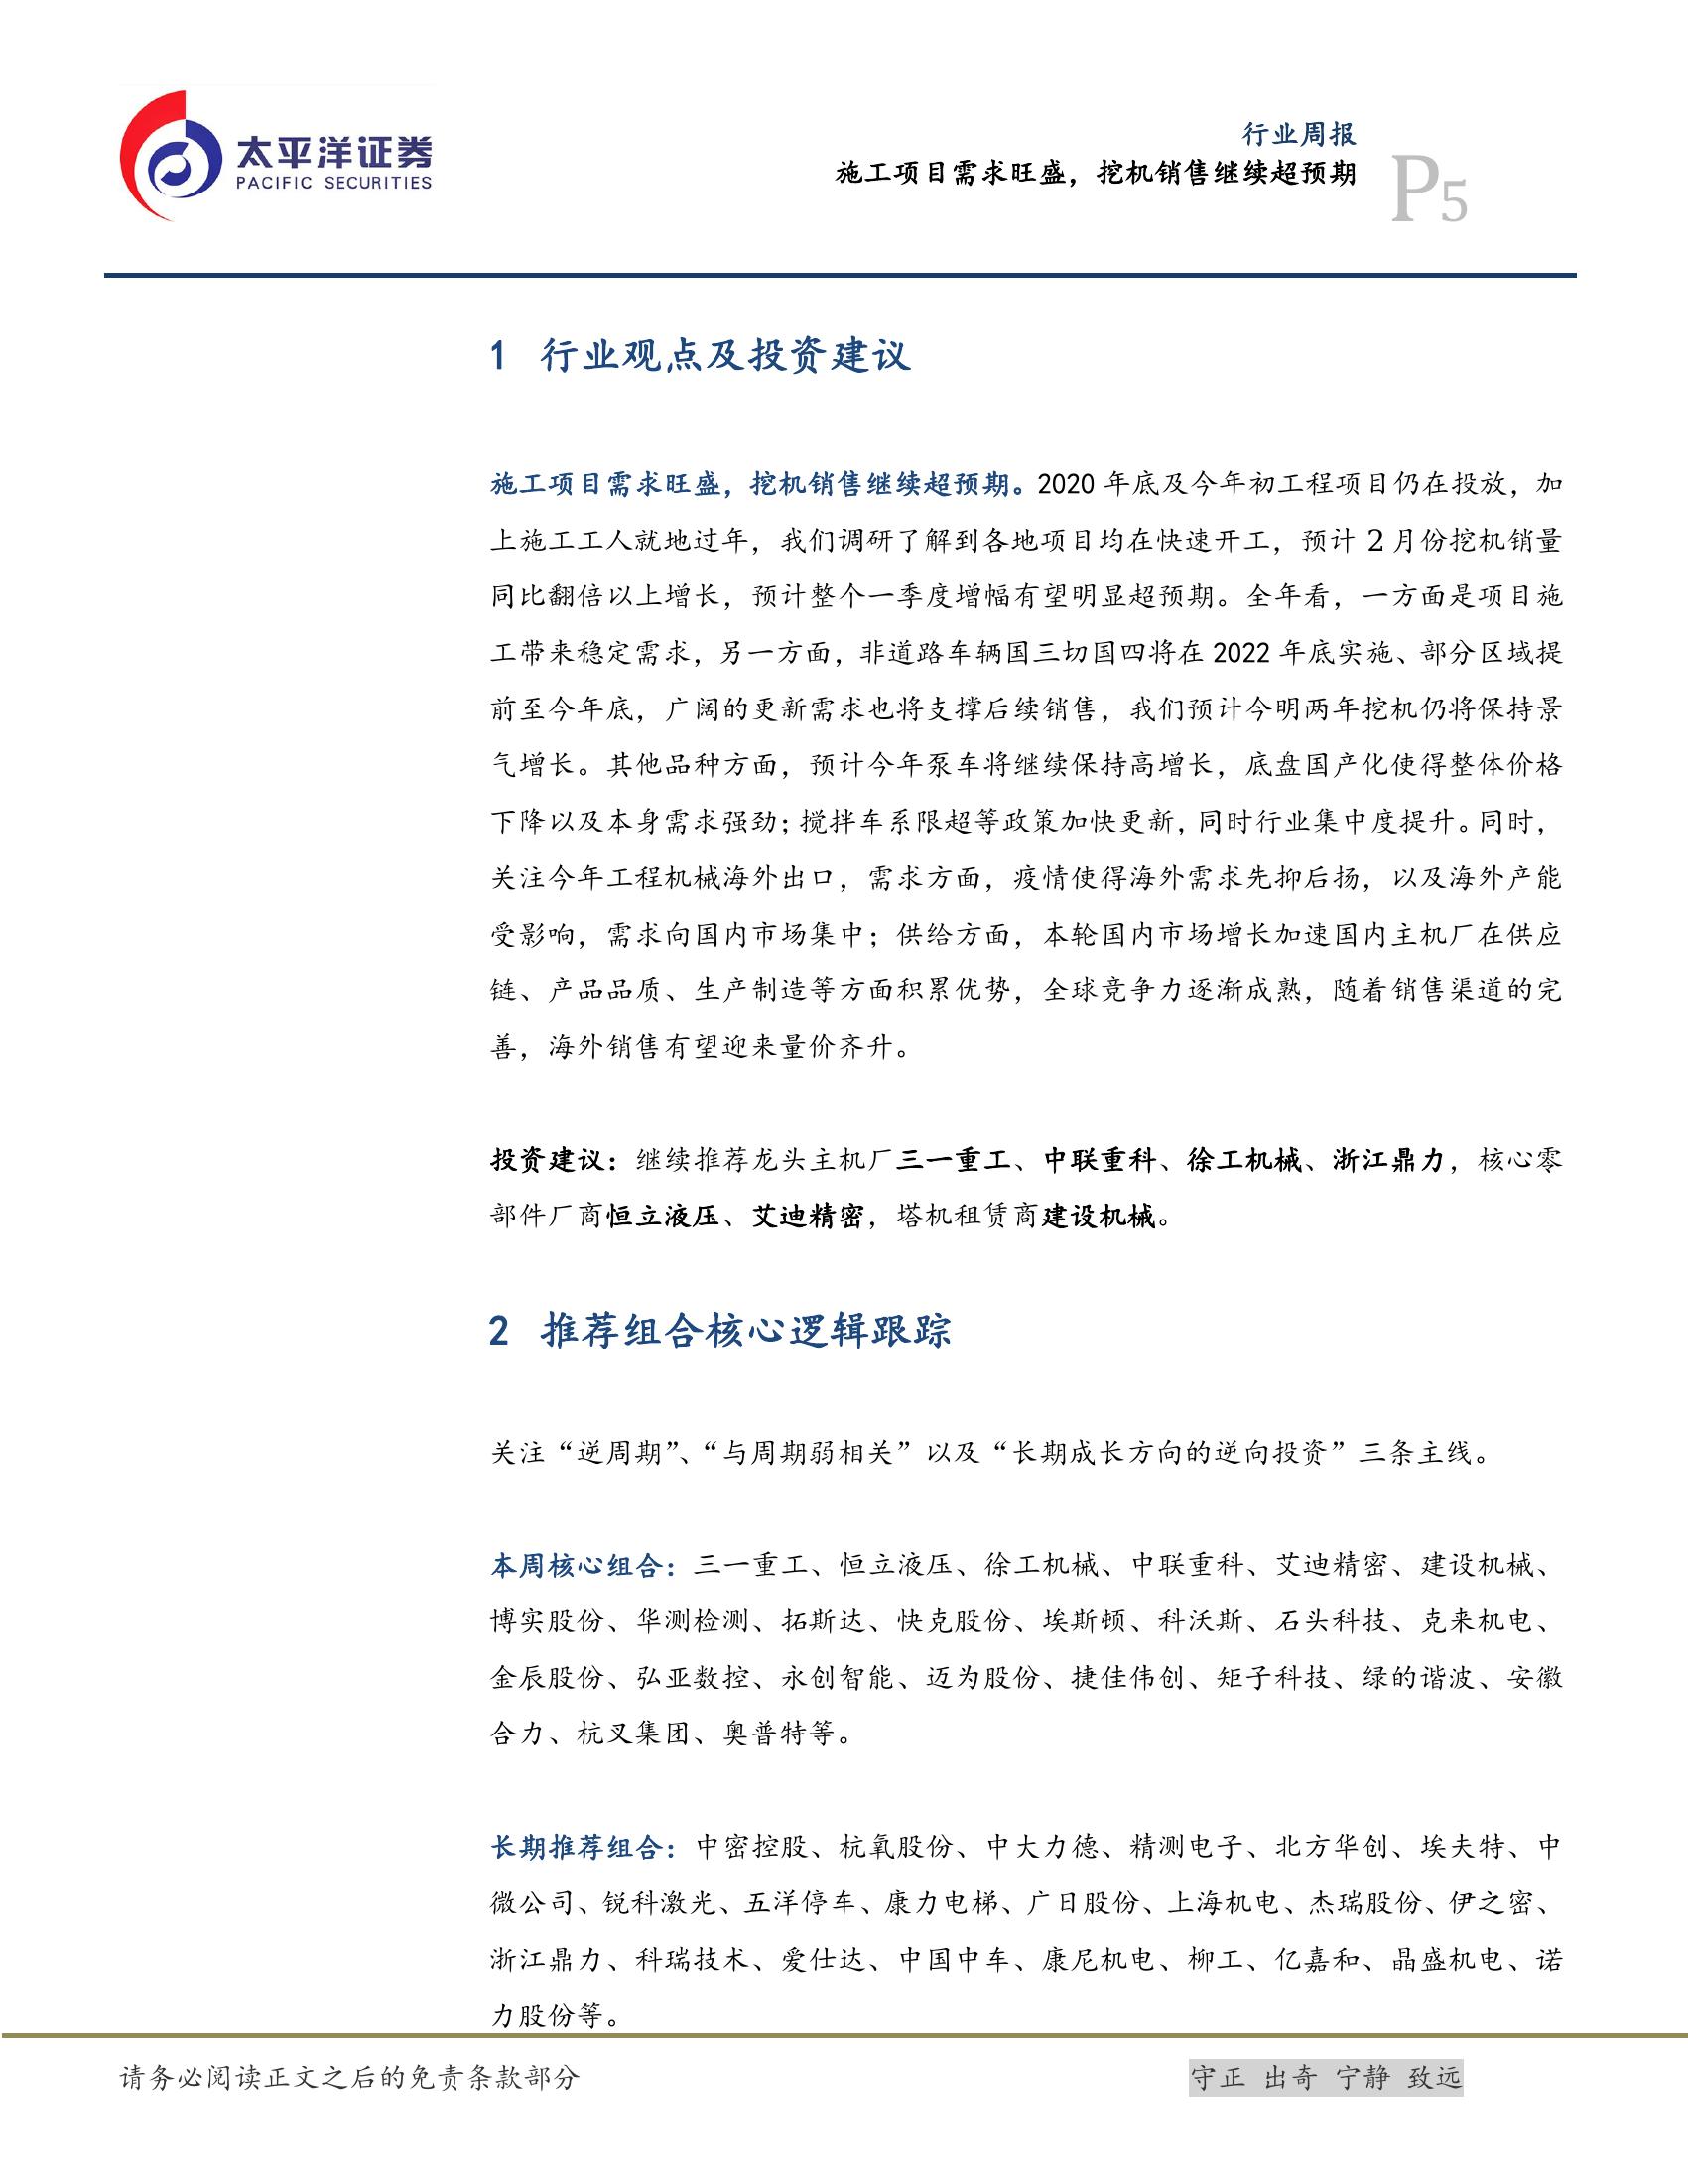 太平洋证券
PACIFIC SECURITIES
行业周报
施工项目需求旺盛，挖机销售继续超预期
P5
1 行业观点及投资建议
施工项目需求旺盛，挖机销售继续超预期。2020 年底及今年初工程项目仍在投放，加
上施工工人就地过年，我们调研了解到各地项目均在快速开工，预计 2 月份挖机销量
同比翻倍以上增长，预计整个一季度增幅有望明显超预期。全年看，一方面是项目施
工带来稳定需求，另一方面，非道路车辆国三切国四将在 2022 年底实施、部分区域提
前至今年底，广阔的更新需求也将支撑后续销售，我们预计今明两年挖机仍将保持景
气增长。其他品种方面，预计今年泵车将继续保持高增长，底盘国产化使得整体价格
下降以及本身需求强劲；搅拌车系限超等政策加快更新，同时行业集中度提升。同时，
关注今年工程机械海外出口，需求方面，疫情使得海外需求先抑后扬，以及海外产能
受影响，需求向国内市场集中；供给方面，本轮国内市场增长加速国内主机厂在供应
链、产品品质、生产制造等方面积累优势，全球竞争力逐渐成熟，随着销售渠道的完
善，海外销售有望迎来量价齐升。
投资建议：继续推荐龙头主机厂三一重工、中联重科、徐工机械、浙江鼎力，核心零
部件厂商恒立液压、艾迪精密，塔机租赁商建设机械。
2 推荐组合核心逻辑跟踪
关注“逆周期”、“与周期弱相关”以及“长期成长方向的逆向投资”三条主线。
本周核心组合：三一重工、恒立液压、徐工机械、中联重科、艾迪精密、建设机械、
博实股份、华测检测、拓斯达、快克股份、埃斯顿、科沃斯、石头科技、克来机电、
金辰股份、弘亚数控、永创智能、迈为股份、捷佳伟创、矩子科技、绿的谐波、安徽
合力、杭叉集团、奥普特等。
长期推荐组合：中密控股、杭氧股份、中大力德、精测电子、北方华创、埃夫特、中
微公司、锐科激光、五洋停车、康力电梯、广日股份、上海机电、杰瑞股份、伊之密、
浙江鼎力、科瑞技术、爱仕达、中国中车、康尼机电、柳工、亿嘉和、晶盛机电、诺
力股份等。
请务必阅读正文之后的免责条款部分
守正 出奇 宁静 致远